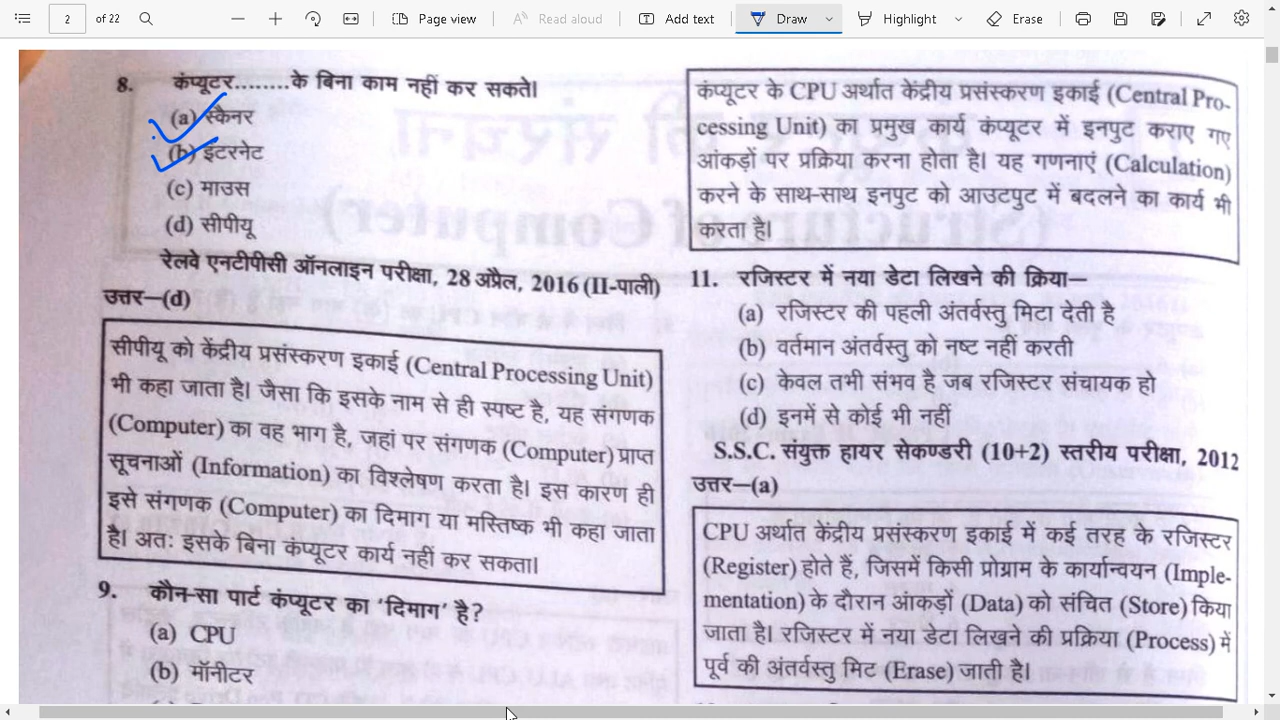 2
of 22
Page view
Read aloud
Add text
Draw
Highlight
Erase
8. कंप्यूटर........के बिना काम नहीं कर सकते।
(a) स्कैनर
(b) इंटरनेट
(c) माउस
(d) सीपीयू
रेलवे एनटीपीसी ऑनलाइन परीक्षा, 28 अप्रैल, 2016 (II-पाली)
उत्तर—(d)
सीपीयू को केंद्रीय प्रसंस्करण इकाई (Central Processing Unit)
भी कहा जाता है। जैसा कि इसके नाम से ही स्पष्ट है, यह संगणक
(Computer) का वह भाग है, जहां पर संगणक (Computer) प्राप्त
सूचनाओं (Information) का विश्लेषण करता है। इस कारण ही
इसे संगणक (Computer) का दिमाग या मस्तिष्क भी कहा जाता
है। अतः इसके बिना कंप्यूटर कार्य नहीं कर सकता।
9. कौन-सा पार्ट कंप्यूटर का 'दिमाग' है?
(a) CPU
(b) मॉनीटर
कंप्यूटर के CPU अर्थात केंद्रीय प्रसंस्करण इकाई (Central Pro-
cessing Unit) का प्रमुख कार्य कंप्यूटर में इनपुट कराए गए
आंकड़ों पर प्रक्रिया करना होता है। यह गणनाएं (Calculation)
करने के साथ-साथ इनपुट को आउटपुट में बदलने का कार्य भी
करता है।
11. रजिस्टर में नया डेटा लिखने की क्रिया—
(a) रजिस्टर की पहली अंतर्वस्तु मिटा देती है
(b) वर्तमान अंतर्वस्तु को नष्ट नहीं करती
(c) केवल तभी संभव है जब रजिस्टर संचायक हो
(d) इनमें से कोई भी नहीं
S.S.C. संयुक्त हायर सेकण्डरी (10+2) स्तरीय परीक्षा, 2012
उत्तर—(a)
CPU अर्थात केंद्रीय प्रसंस्करण इकाई में कई तरह के रजिस्टर
(Register) होते हैं, जिसमें किसी प्रोग्राम के कार्यान्वयन (Imple-
mentation) के दौरान आंकड़ों (Data) को संचित (Store) किया
जाता है। रजिस्टर में नया डेटा लिखने की प्रक्रिया (Process) में
पूर्व की अंतर्वस्तु मिट (Erase) जाती है।